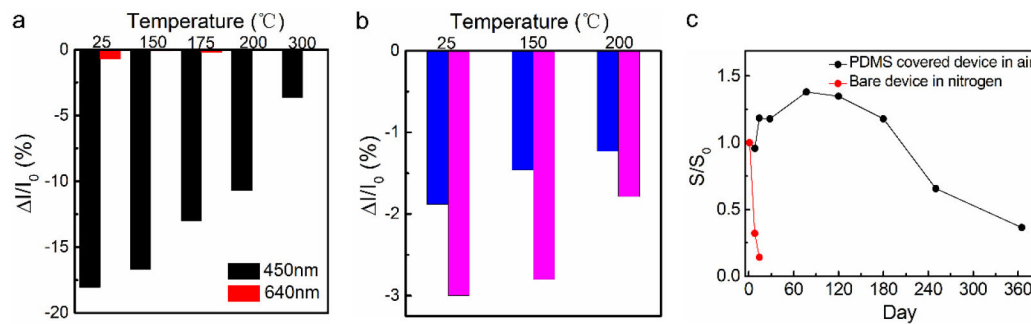 a
Temperature (℃)
25 150 175 200 300
0
-5
-10
-15
-20
ΔI/I0 (%)
450nm
640nm
b
Temperature (℃)
25 150 200
0
-1
-2
-3
ΔI/I0 (%)
c
PDMS covered device in air
Bare device in nitrogen
1.5
1.0
0.5
0.0
S/S0
0 60 120 180 240 300 360
Day